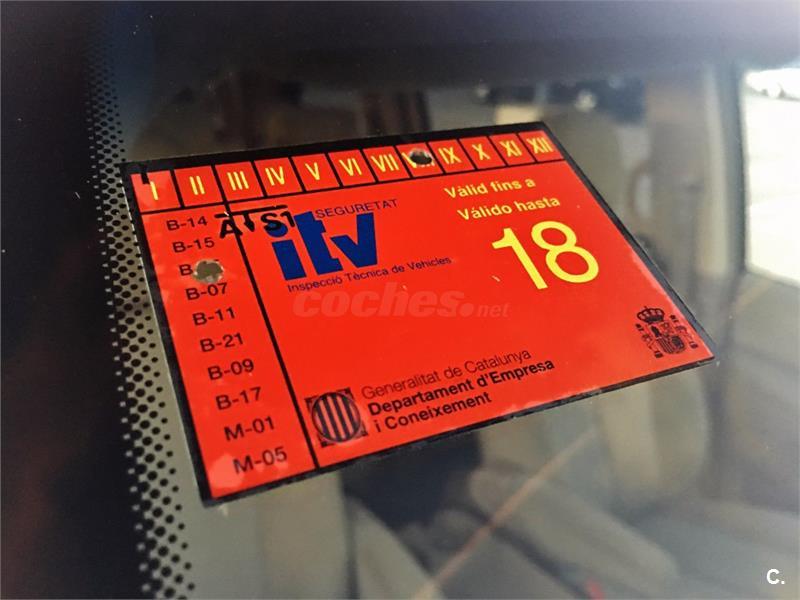 I II III IV V VI VII IX X XI XII
Vàlid fins a
Válido hasta
18
SEGURETAT
itv
Inspecció Tècnica de Vehicles
ATS1
B-14
B-15
B-07
B-11
B-21
B-09
B-17
M-01
M-05
coches.net
Generalitat de Catalunya
Departament d'Empresa
i Coneixement
C.